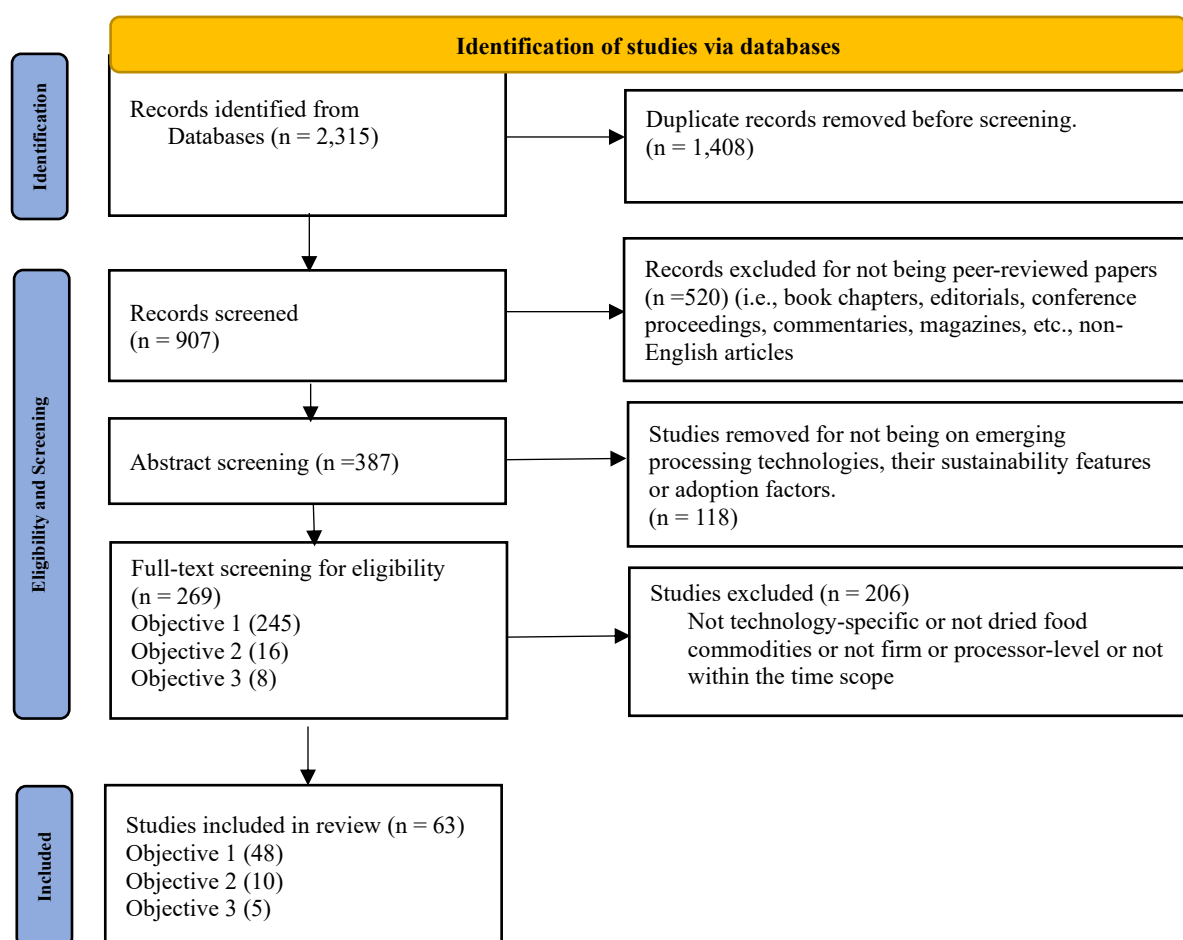 Identification of studies via databases
Identification
Records identified from
Databases (n = 2,315)
Duplicate records removed before screening.
(n = 1,408)
Eligibility and Screening
Records screened
(n = 907)
Records excluded for not being peer-reviewed papers
(n =520) (i.e., book chapters, editorials, conference
proceedings, commentaries, magazines, etc., non-
English articles
Abstract screening (n =387)
Studies removed for not being on emerging
processing technologies, their sustainability features
or adoption factors.
(n = 118)
Full-text screening for eligibility
(n = 269)
Objective 1 (245)
Objective 2 (16)
Objective 3 (8)
Studies excluded (n = 206)
Not technology-specific or not dried food
commodities or not firm or processor-level or not
within the time scope
Included
Studies included in review (n = 63)
Objective 1 (48)
Objective 2 (10)
Objective 3 (5)